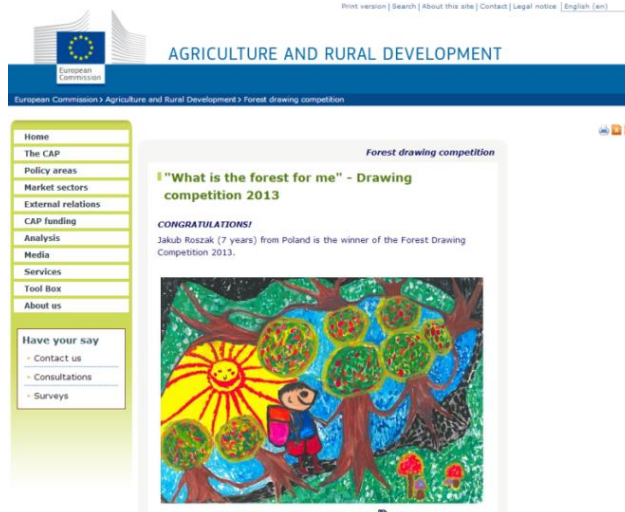 Print version | Search | About this site | Contact | Legal notice | English (en)
AGRICULTURE AND RURAL DEVELOPMENT
European
Commission
European Commission > Agriculture and Rural Development > Forest drawing competition
Home
The CAP
Policy areas
Market sectors
External relations
CAP funding
Analysis
Media
Services
Tool Box
About us
Have your say
Contact us
Consultations
Surveys
Forest drawing competition
"What is the forest for me" - Drawing
competition 2013
CONGRATULATIONS!
Jakub Roszak (7 years) from Poland is the winner of the Forest Drawing
Competition 2013.